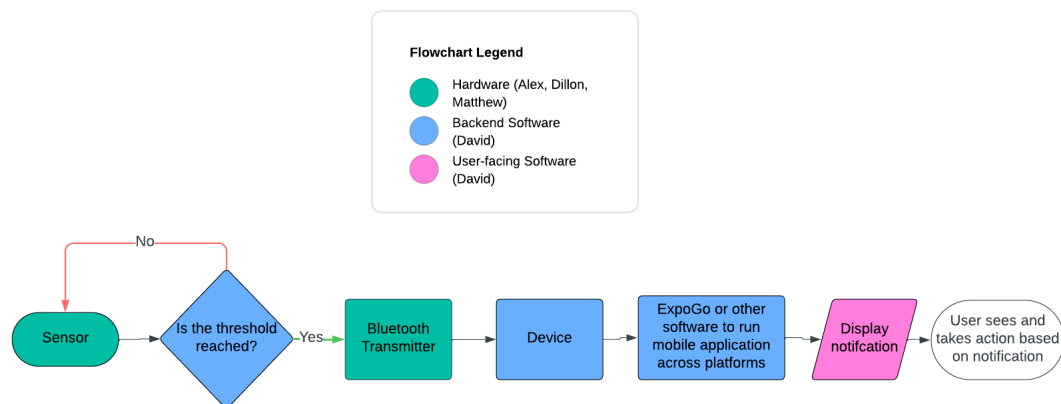 Flowchart Legend
Hardware (Alex, Dillon,
Matthew)
Backend Software
(David)
User-facing Software
(David)
No
Sensor
Is the threshold
reached?
Yes
Bluetooth
Transmitter
Device
ExpoGo or other
software to run
mobile application
across platforms
Display
notifcation
User sees and
takes action based
on notification